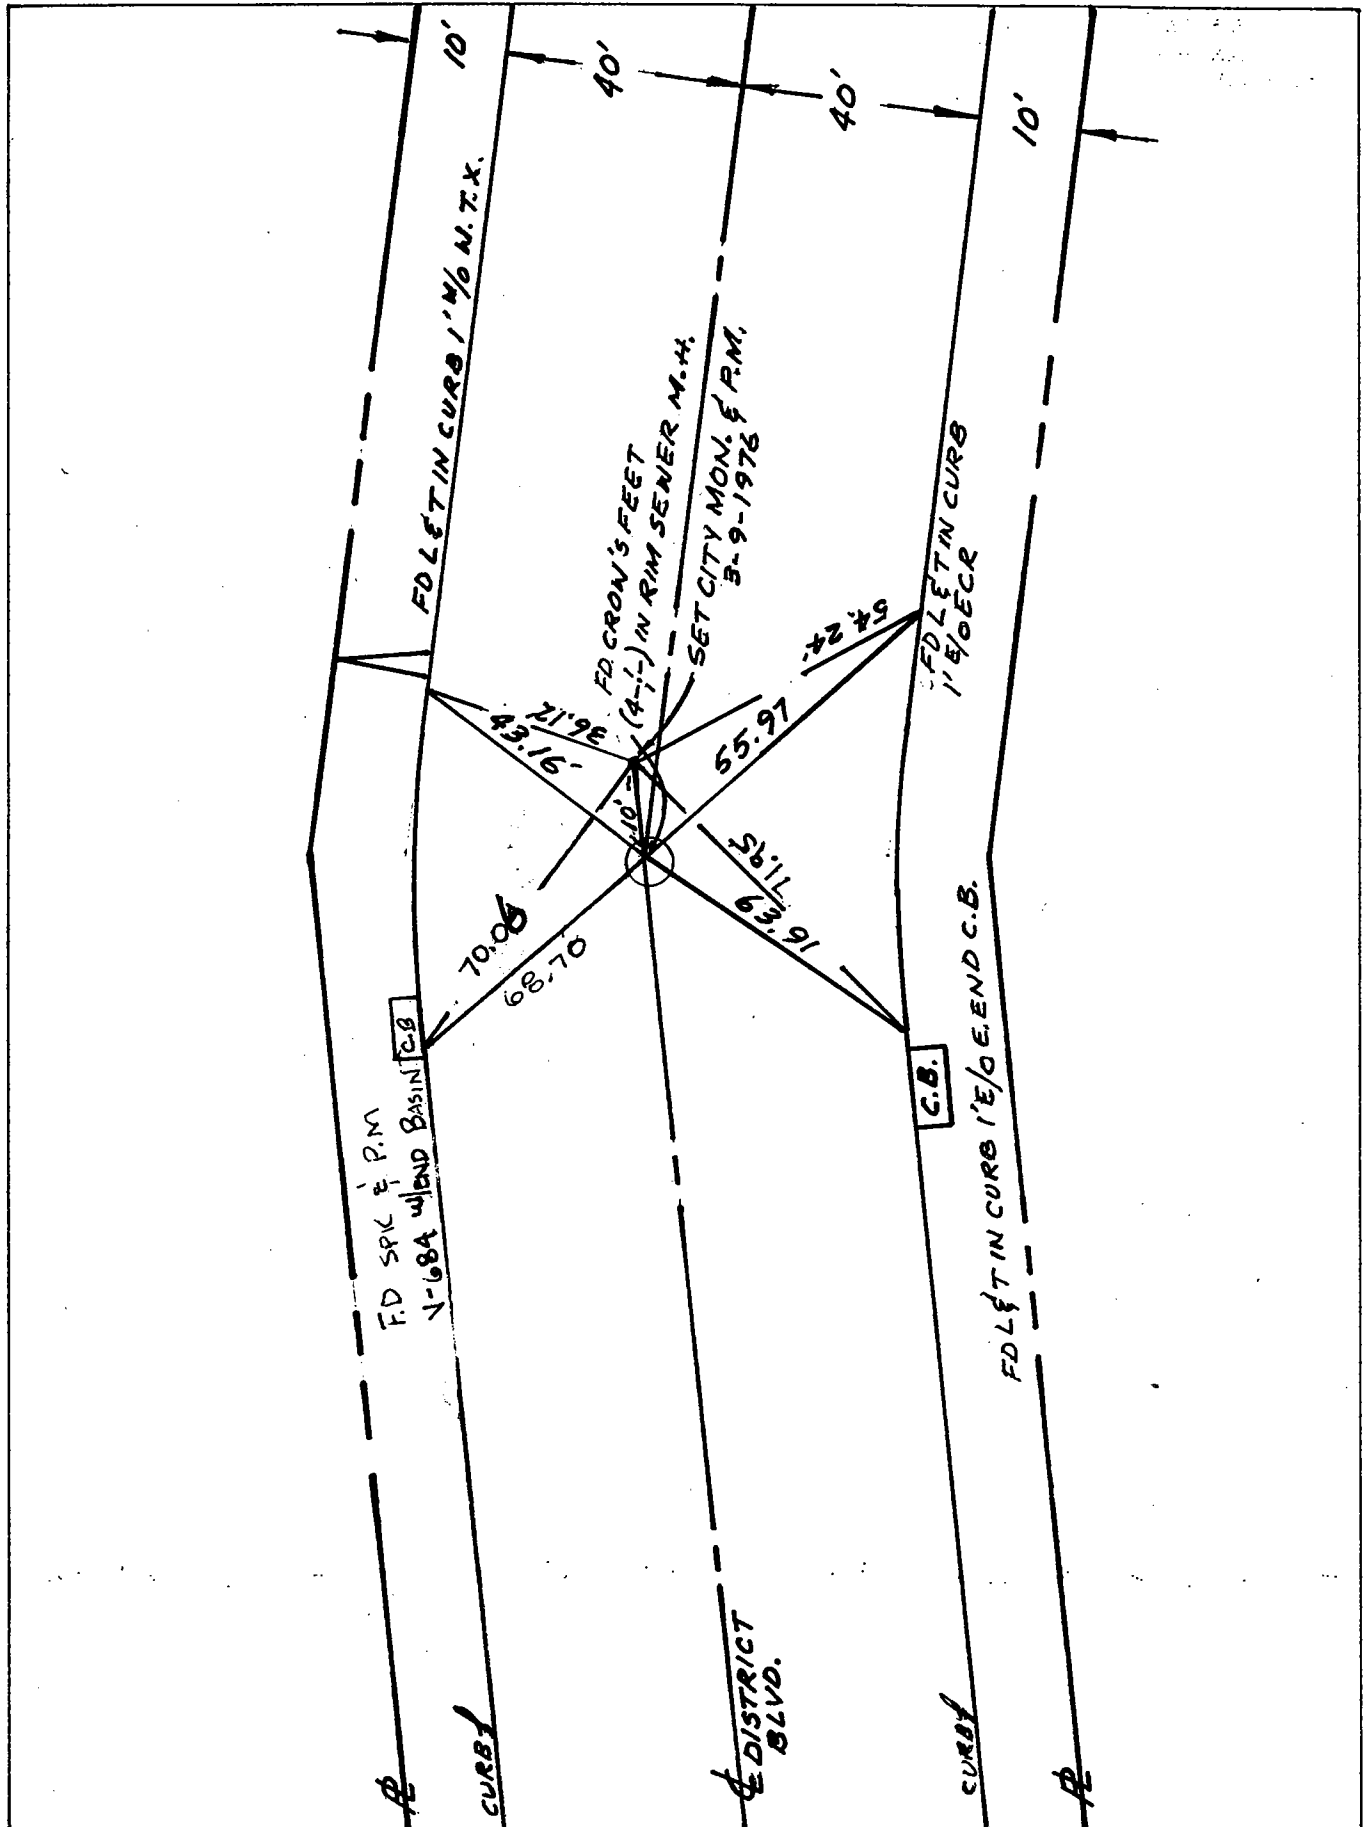 10'
40'
40'
10'
FD L & T IN CURB 1' W/O W. T. X.
FD. CROW'S FEET
(4-¦-) IN RIM SEWER M.H.
SET CITY MON. & P.M.
3-9-1976
FD L & T IN CURB
1' E/O ECR
43.16'
36.17
54.24
55.97
.10'
70.06
68.70
71.95
63.91
C.B
F.D SPK & P.M
V-684 W/END BASIN
C.B.
FD L & T IN CURB 1' E/O E. END C.B.
℄ DISTRICT
BLVD.
CURB
CURB
PL
PL